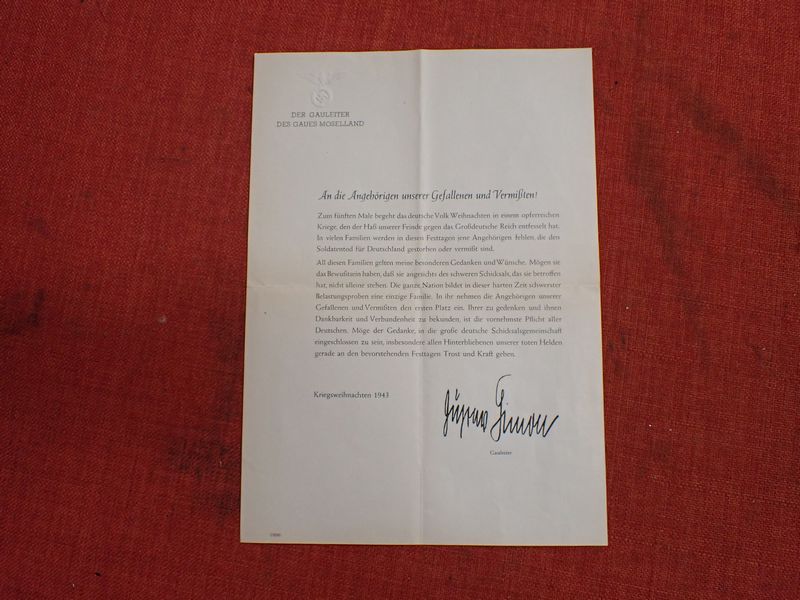 DER GAULEITER
DES GAUES MOSELLAND
An die Angehörigen unserer Gefallenen und Vermißten!
Zum fünften Male begeht das deutsche Volk Weihnachten in einem opferreichen
Kriege, den der Haß unserer Feinde gegen das Großdeutsche Reich entfesselt hat.
In vielen Familien werden in diesen Festtagen jene Angehörigen fehlen, die den
Soldatentod für Deutschland gestorben oder vermißt sind.
All diesen Familien gelten meine besonderen Gedanken und Wünsche. Mögen sie
das Bewußtsein haben, daß sie angesichts des schweren Schicksals, das sie betroffen
hat, nicht alleine stehen. Die ganze Nation bildet in dieser harten Zeit schwerster
Belastungsproben eine einzige Familie. In ihr nehmen die Angehörigen unserer
Gefallenen und Vermißten den ersten Platz ein. Ihrer zu gedenken und ihnen
Dankbarkeit und Verbundenheit zu bekunden, ist die vornehmste Pflicht aller
Deutschen. Möge der Gedanke, in die große deutsche Schicksalsgemeinschaft
eingeschlossen zu sein, insbesondere allen Hinterbliebenen unserer toten Helden
gerade an den bevorstehenden Festtagen Trost und Kraft geben.
Kriegsweihnachten 1943
Gustav Simon
Gauleiter